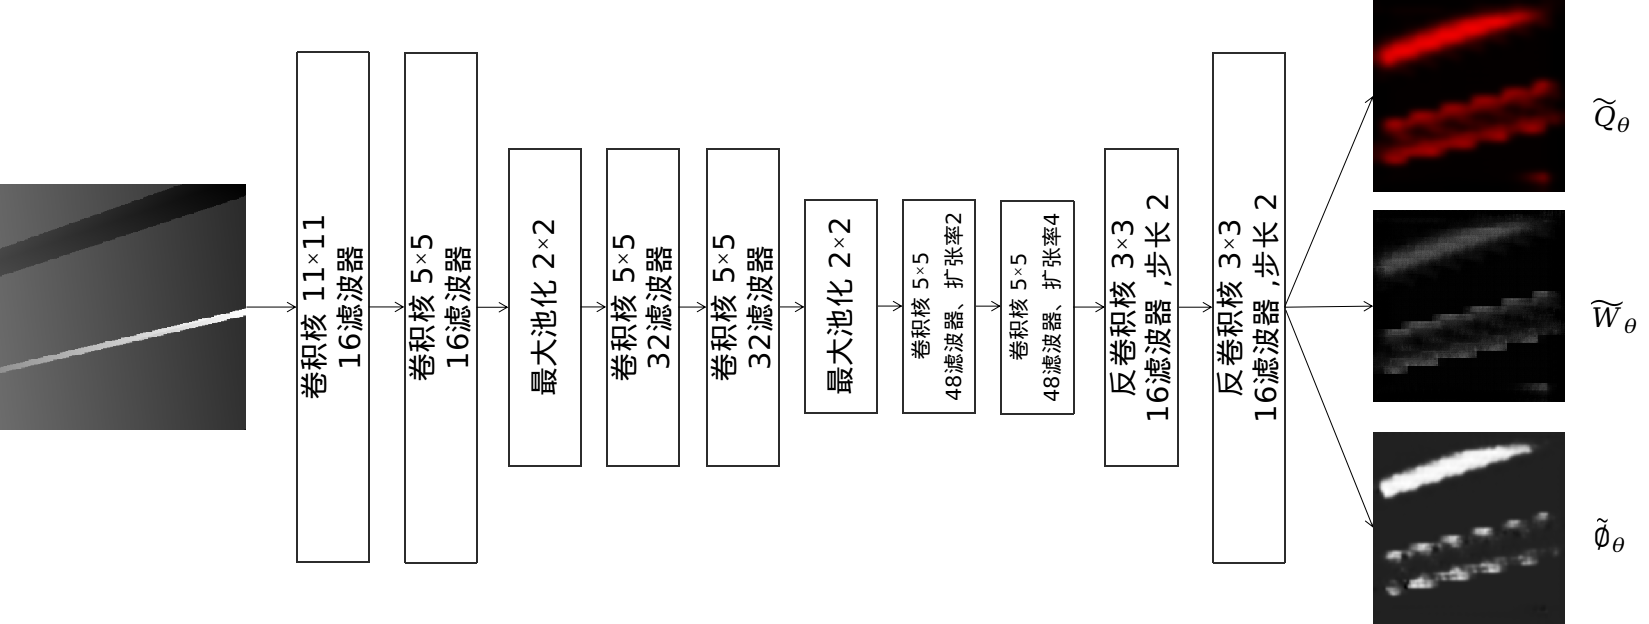 卷积核 11×11
16滤波器
卷积核 5×5
16滤波器
最大池化 2×2
卷积核 5×5
32滤波器
卷积核 5×5
32滤波器
最大池化 2×2
卷积核 5×5
48滤波器、扩张率2
卷积核 5×5
48滤波器、扩张率4
反卷积核 3×3
16滤波器 ,步长 2
反卷积核 3×3
16滤波器 ,步长 2
Q̃θ
W̃θ
ϕ̃θ